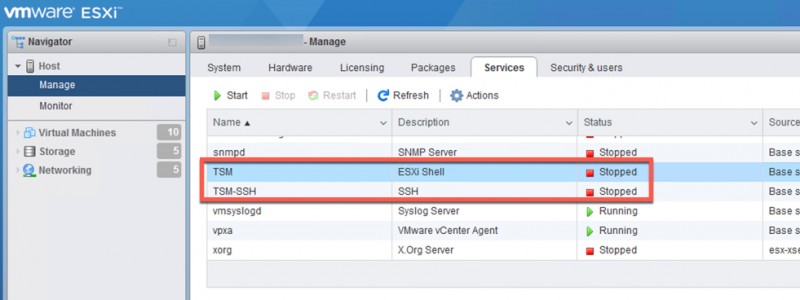 vmware ESXi™
Navigator
- Manage
Host
Manage
Monitor
Virtual Machines 10
Storage 5
Networking 5
System Hardware Licensing Packages Services Security & users
Start Stop Restart Refresh Actions
Name Description Status Source
Stopped
snmpd SNMP Server Stopped Base s
TSM ESXi Shell Stopped Base s
TSM-SSH SSH Stopped Base s
vmsyslogd Syslog Server Running Base s
vpxa VMware vCenter Agent Running Base s
xorg X.Org Server Stopped esx-xse